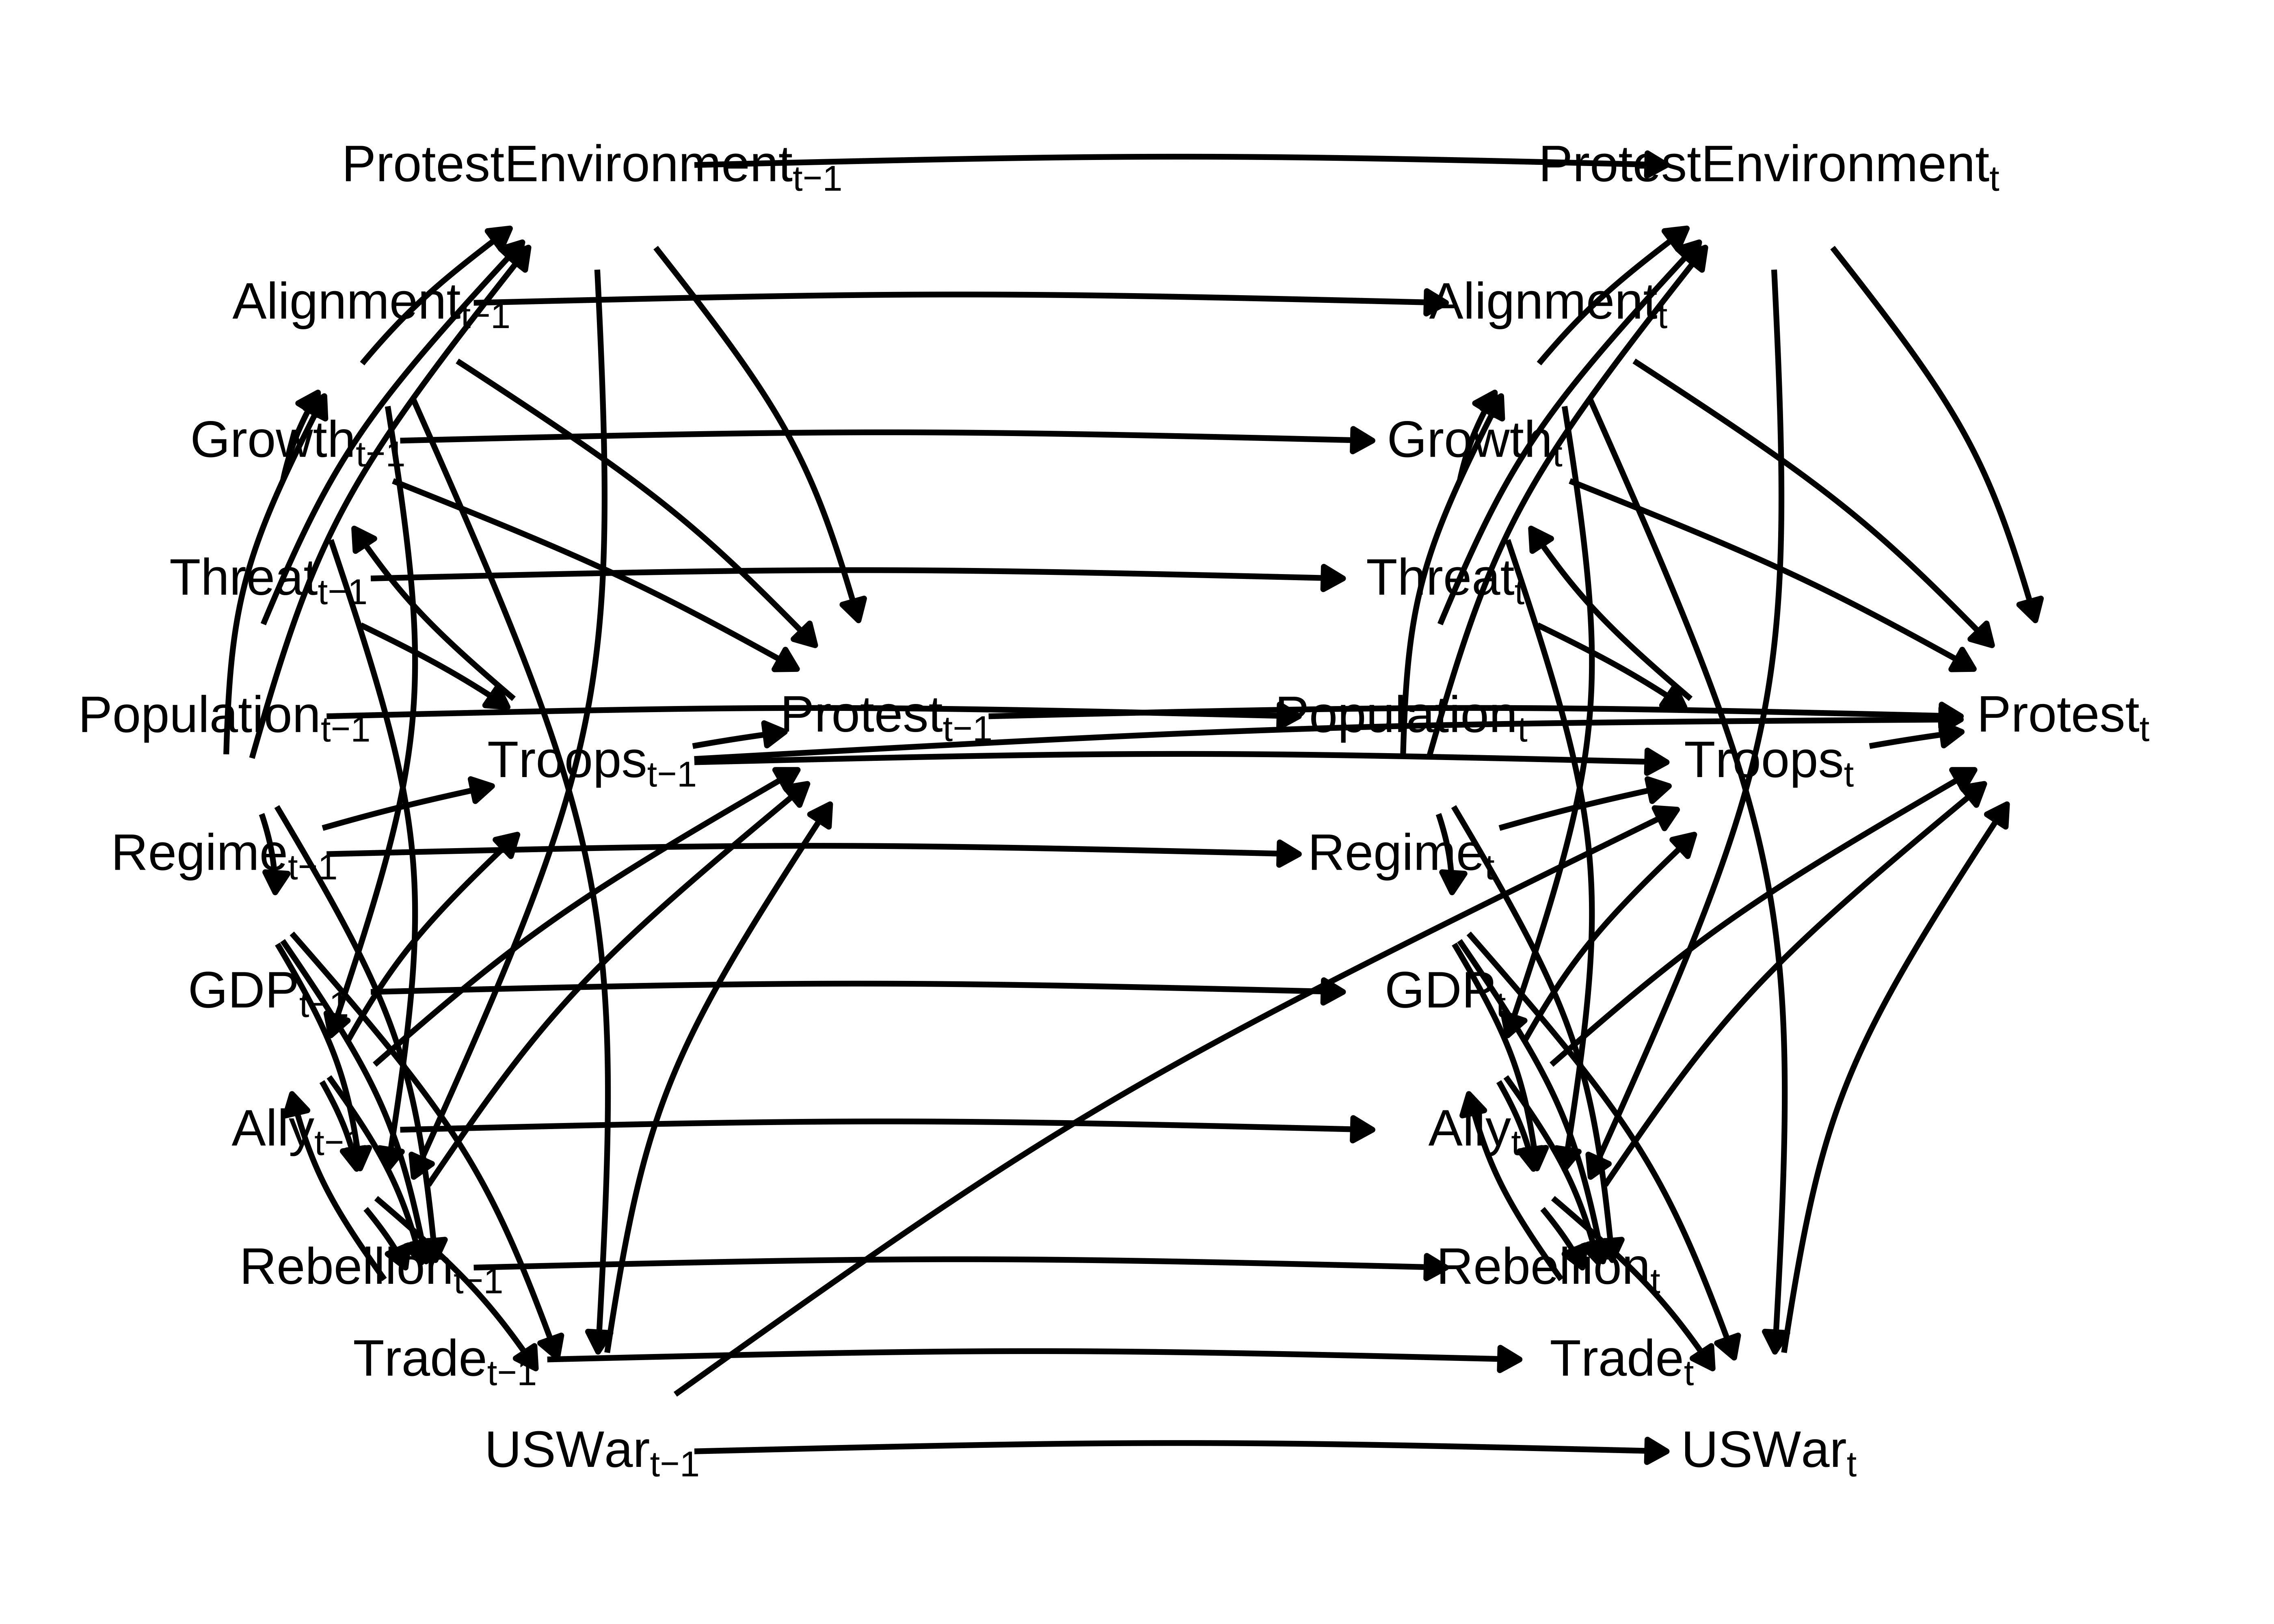 ProtestEnvironment t−1 ProtestEnvironment t
Alignment t−1 Alignment t
Growth t−1 Growth t
Threat t−1 Threat t
Population t−1 Protest t−1 Population t Protest t
Troops t−1 Troops t
Regime t−1 Regime t
GDP t−1 GDP t
Ally t−1 Ally t
Rebellion t−1 Rebellion t
Trade t−1 Trade t
USWar t−1 USWar t